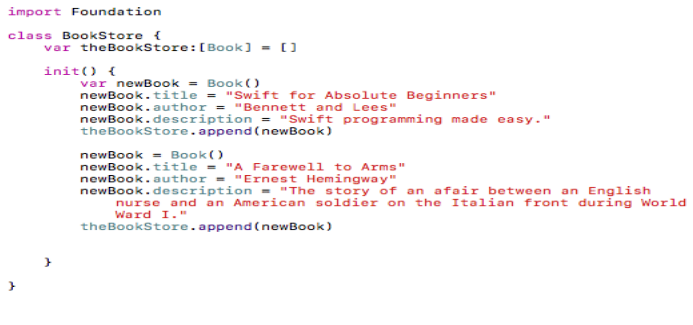 import Foundation
class BookStore {
var theBookStore:[Book] = []
init() {
var newBook = Book()
newBook.title = "Swift for Absolute Beginners"
newBook.author = "Bennett and Lees"
newBook.description = "Swift programming made easy."
theBookStore.append(newBook)
newBook = Book()
newBook.title = "A Farewell to Arms"
newBook.author = "Ernest Hemingway"
newBook.description = "The story of an afair between an English
nurse and an American soldier on the Italian front during World
Ward I."
theBookStore.append(newBook)
}
}